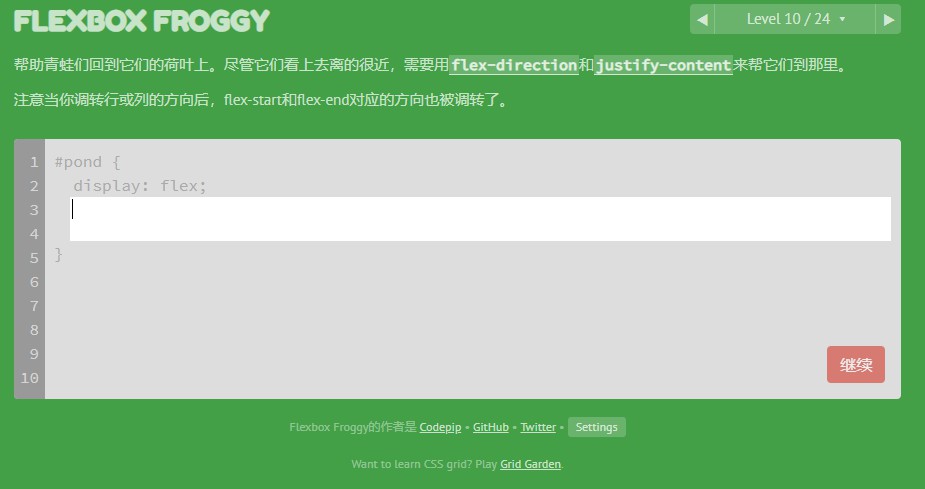 FLEXBOX FROGGY
◀ Level 10 / 24 ▾ ▶
帮助青蛙们回到它们的荷叶上。尽管它们看上去离的很近，需要用flex-direction和justify-content来帮它们到那里。
注意当你调转行或列的方向后，flex-start和flex-end对应的方向也被调转了。
1 #pond {
2 display: flex;
3
4
5 }
6
7
8
9
10
继续
Flexbox Froggy的作者是 Codepip • GitHub • Twitter • Settings
Want to learn CSS grid? Play Grid Garden.